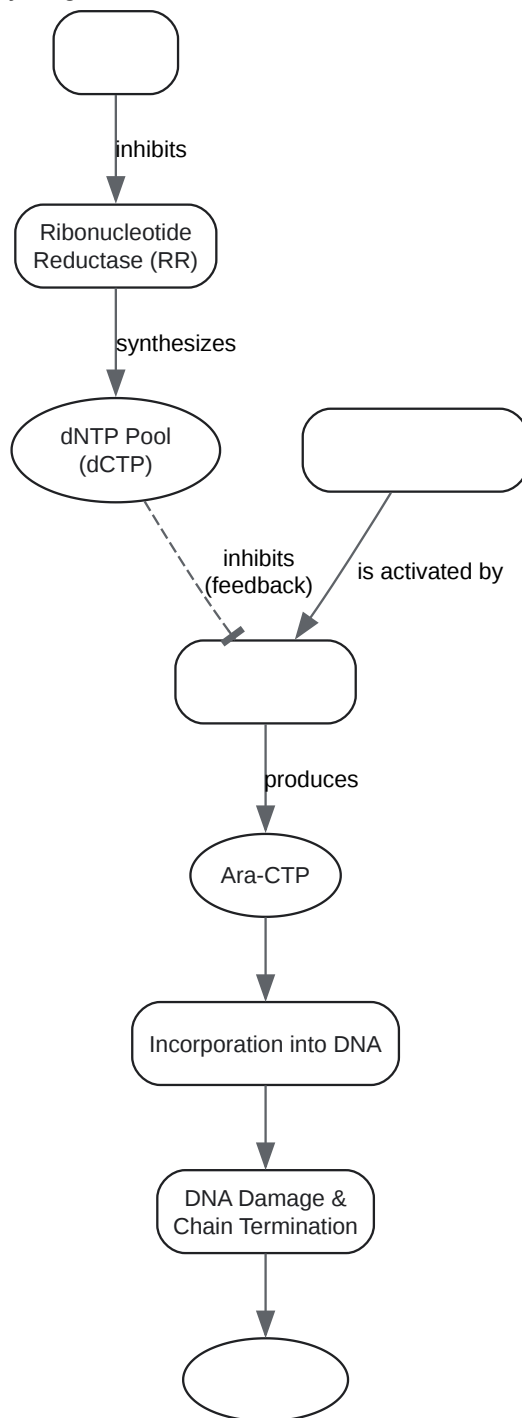 inhibits
Ribonucleotide
Reductase (RR)
synthesizes
dNTP Pool
(dCTP)
inhibits
(feedback)
is activated by
produces
Ara-CTP
Incorporation into DNA
DNA Damage &
Chain Termination